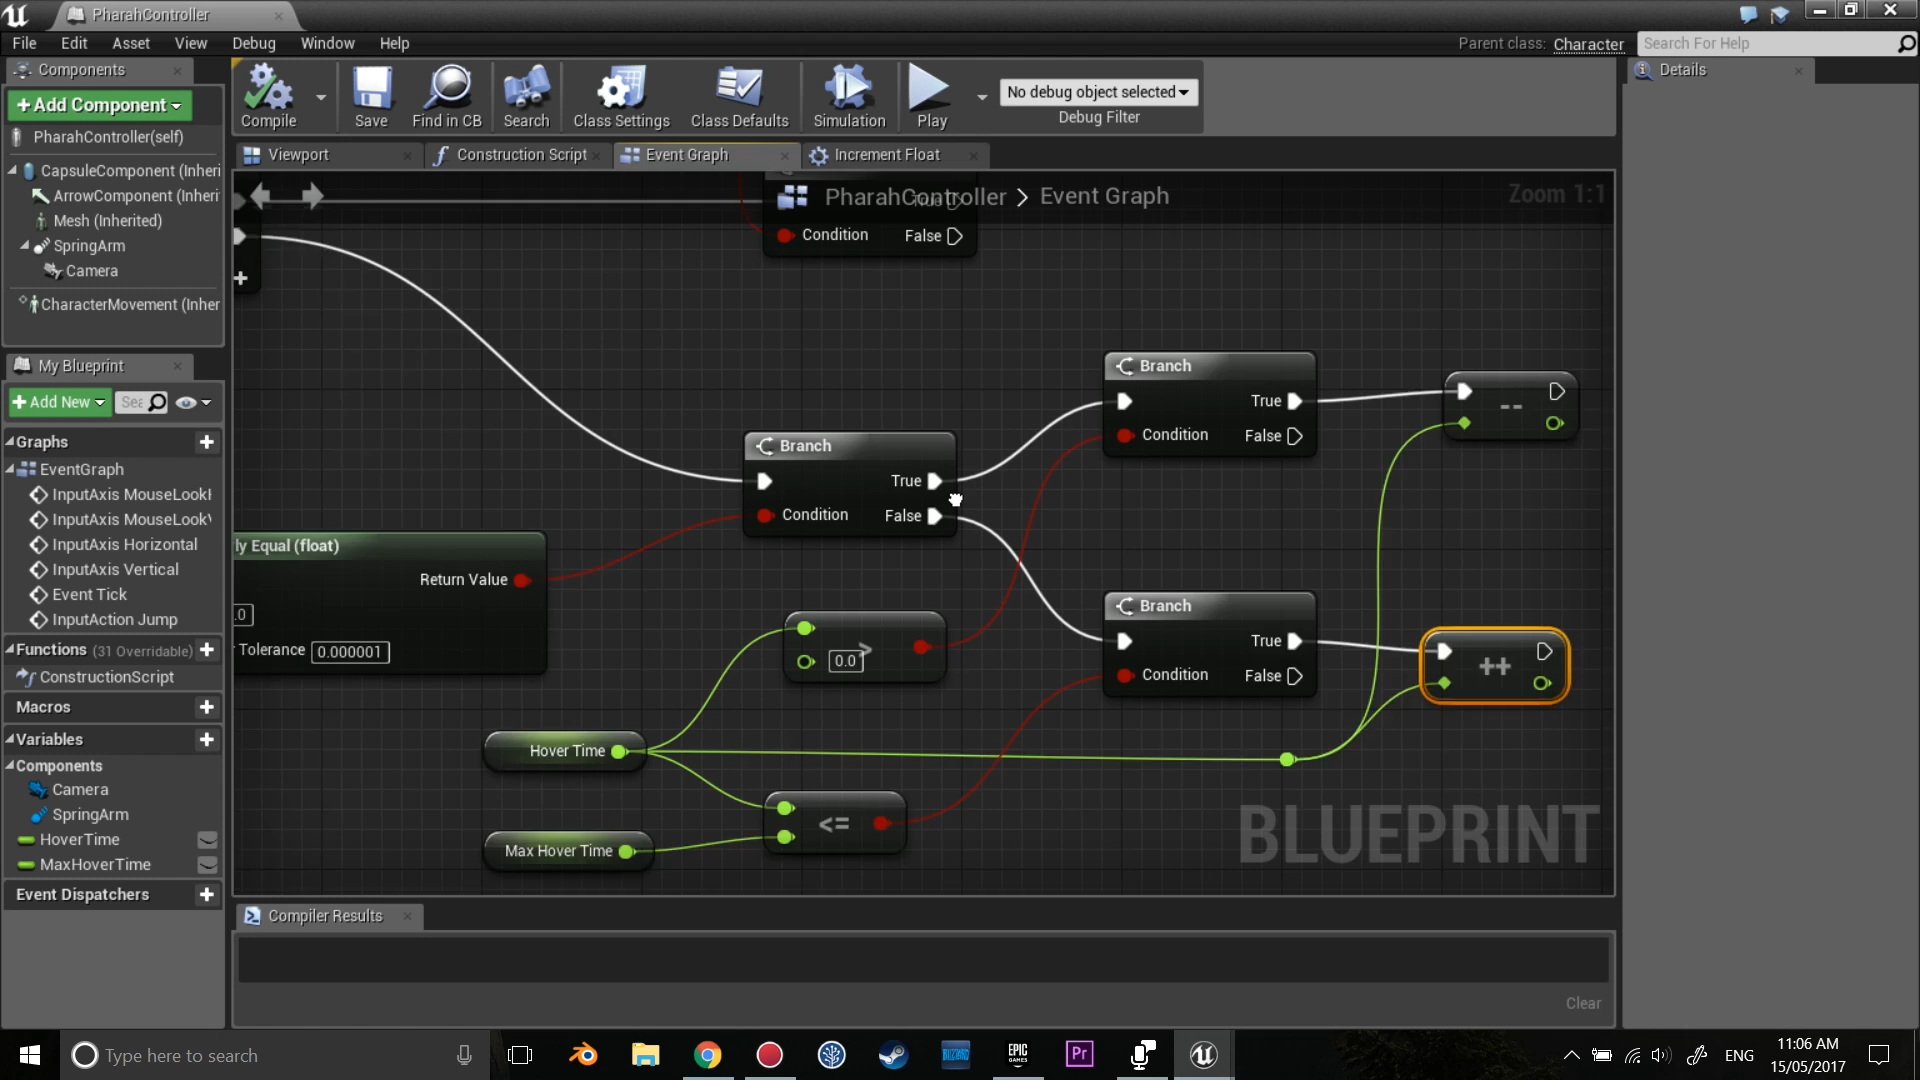 PharahController
File Edit Asset View Debug Window Help
Parent class: Character
Search For Help
Components
Add Component
PharahController(self)
CapsuleComponent (Inheri
ArrowComponent (Inheri
Mesh (Inherited)
SpringArm
Camera
CharacterMovement (Inher
Compile
Save
Find in CB
Search
Class Settings
Class Defaults
Simulation
Play
No debug object selected
Debug Filter
Details
Viewport
Construction Script
Event Graph
Increment Float
PharahController > Event Graph
Zoom 1:1
True
Condition False
Branch
True
Condition False
Branch
True
Condition False
--
ly Equal (float)
Return Value
.0
r Tolerance 0.000001
>
0.0
Branch
True
Condition False
++
Hover Time
<=
Max Hover Time
BLUEPRINT
My Blueprint
Add New
Sea
Graphs
EventGraph
InputAxis MouseLook
InputAxis MouseLook
InputAxis Horizontal
InputAxis Vertical
Event Tick
InputAction Jump
Functions (31 Overridable)
ConstructionScript
Macros
Variables
Components
Camera
SpringArm
HoverTime
MaxHoverTime
Event Dispatchers
Compiler Results
Clear
Type here to search
BLIZZARD
EPIC
GAMES
Pr
ENG
11:06 AM
15/05/2017